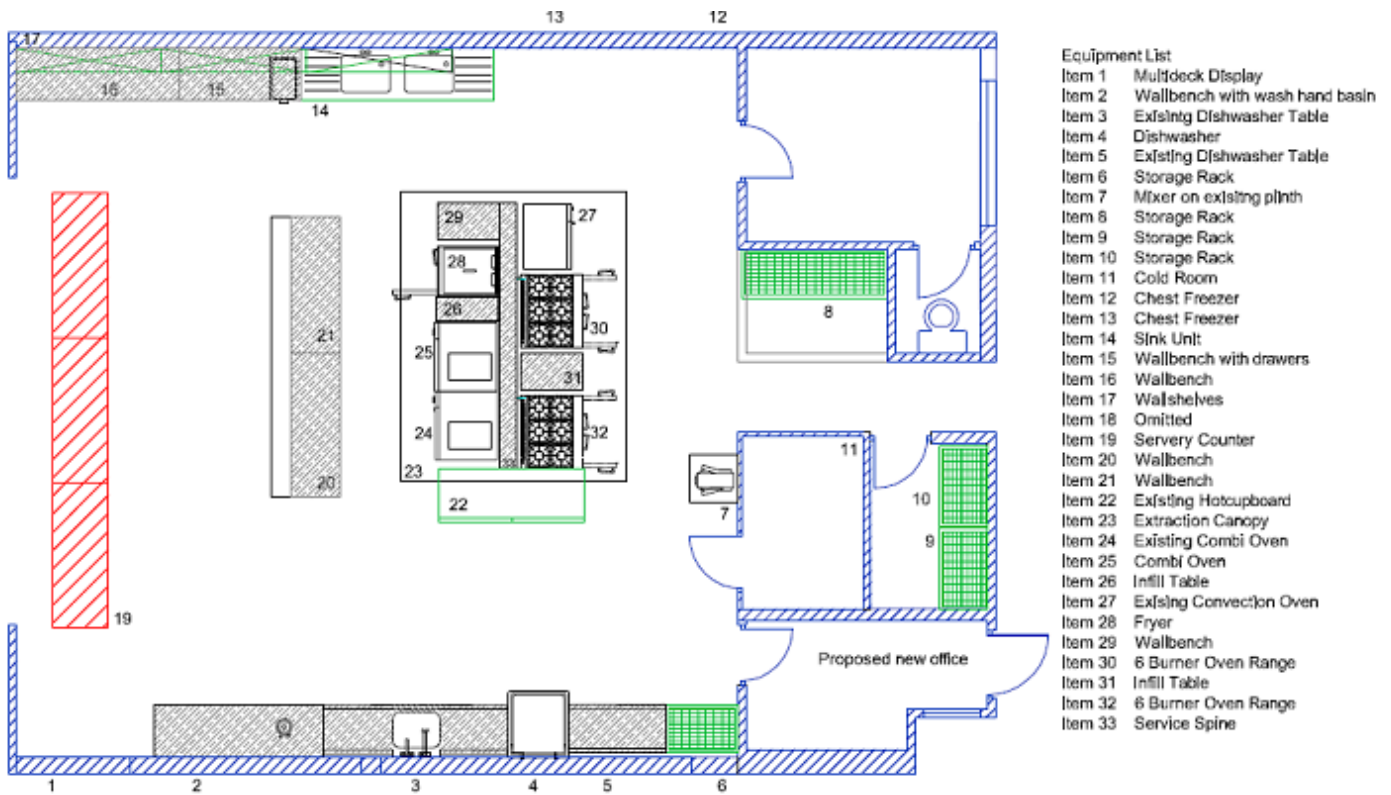 13
12
17
16
15
14
29
27
28
26
30
8
21
25
31
24
32
11
23
33
10
20
22
7
9
19
Proposed new office
1
2
3
4
5
6
Equipment List
Item 1 Multideck Display
Item 2 Wallbench with wash hand basin
Item 3 Existintg Dishwasher Table
Item 4 Dishwasher
Item 5 Existing Dishwasher Table
Item 6 Storage Rack
Item 7 Mixer on exisitng plinth
Item 8 Storage Rack
Item 9 Storage Rack
Item 10 Storage Rack
Item 11 Cold Room
Item 12 Chest Freezer
Item 13 Chest Freezer
Item 14 Sink Unit
Item 15 Wallbench with drawers
Item 16 Wallbench
Item 17 Wallshelves
Item 18 Omitted
Item 19 Servery Counter
Item 20 Wallbench
Item 21 Wallbench
Item 22 Existing Hotcupboard
Item 23 Extraction Canopy
Item 24 Existing Combi Oven
Item 25 Combi Oven
Item 26 Infill Table
Item 27 Exising Convection Oven
Item 28 Fryer
Item 29 Wallbench
Item 30 6 Burner Oven Range
Item 31 Infill Table
Item 32 6 Burner Oven Range
Item 33 Service Spine